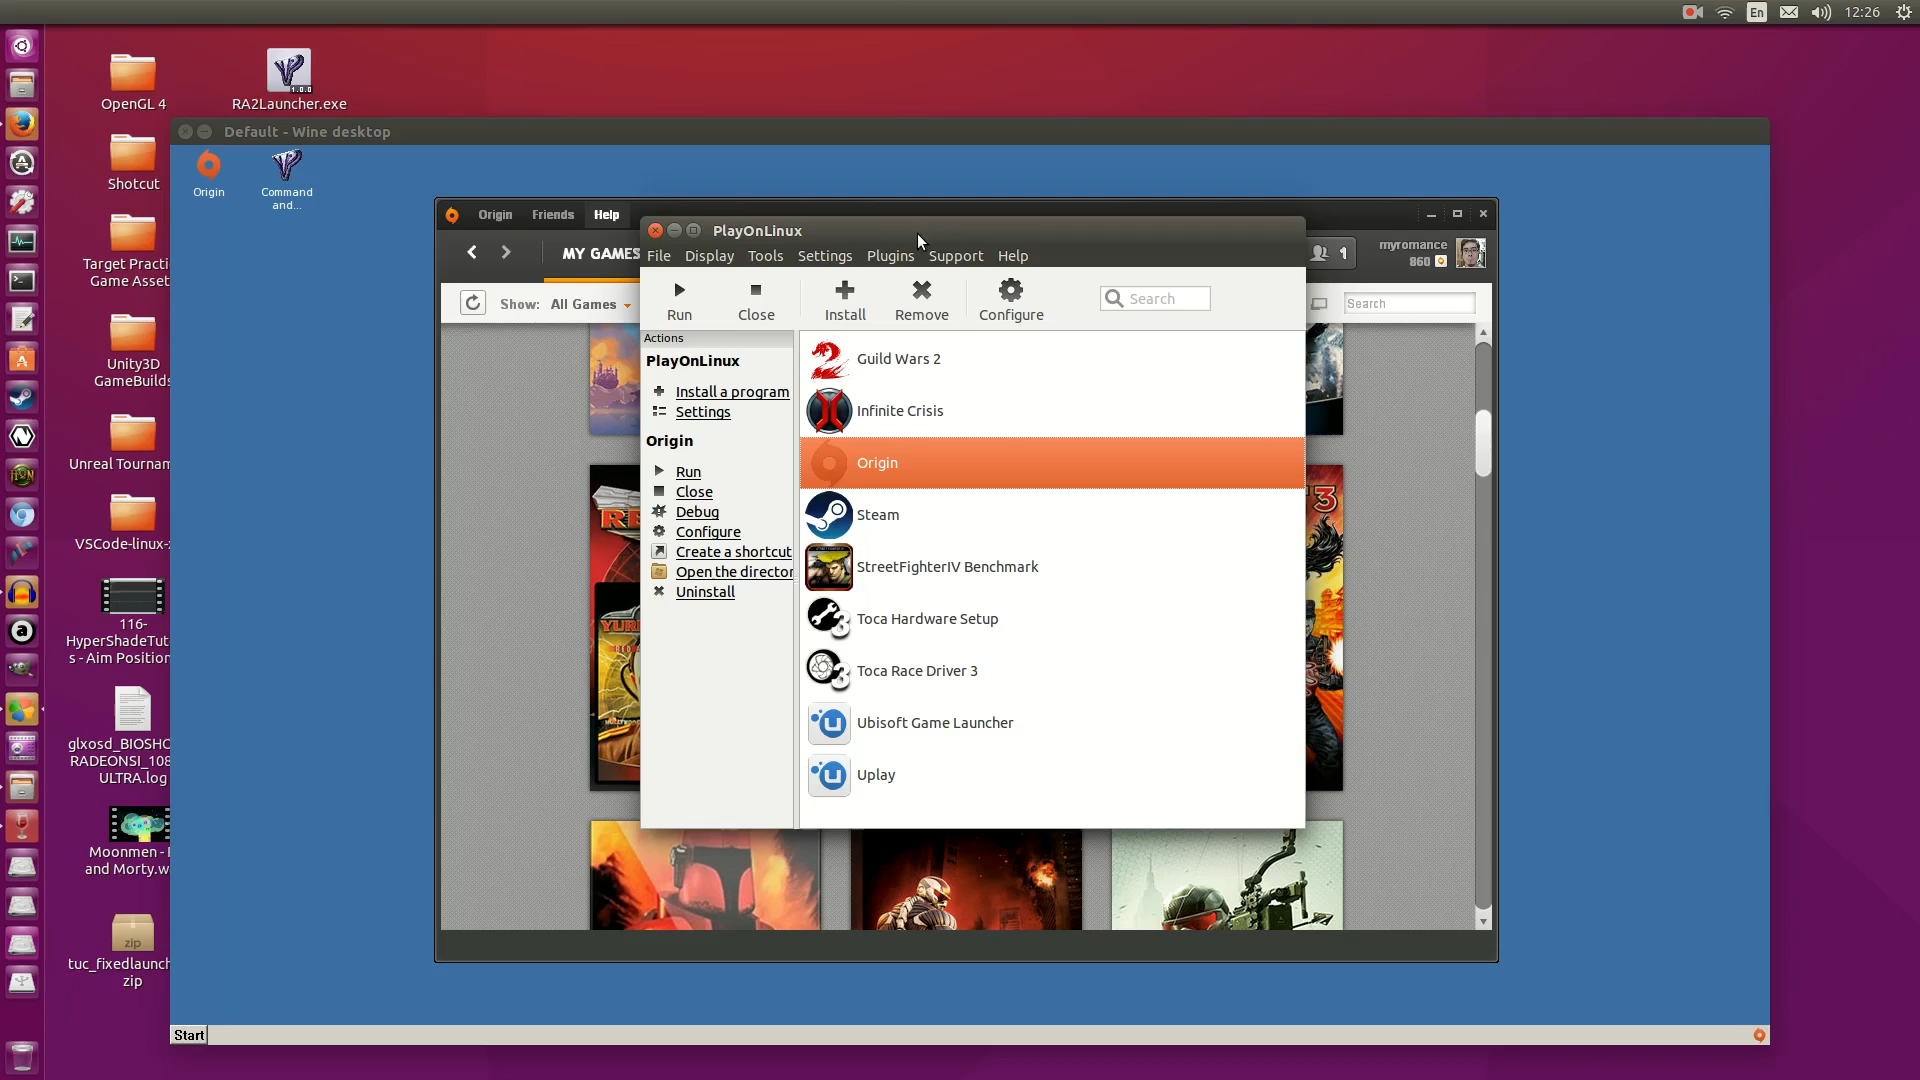 En
12:26
OpenGL 4
RA2Launcher.exe
1.0.0
Shotcut
Target Practi
Game Asset
Unity3D
GameBuilds
Unreal Tournam
VSCode-linux-x
116-
HyperShadeTut
s - Aim Position
glxosd_BIOSHO
RADEONSI_108
ULTRA.log
Moonmen -
and Morty.w
zip
tuc_fixedlaunch
zip
Default - Wine desktop
Origin
Command
and...
Origin
Friends
Help
MY GAMES
1
myromance
860
Show:
All Games
Search
PlayOnLinux
File
Display
Tools
Settings
Plugins
Support
Help
Run
Close
Install
Remove
Configure
Search
Actions
PlayOnLinux
Install a program
Settings
Origin
Run
Close
Debug
Configure
Create a shortcut
Open the director
Uninstall
Guild Wars 2
Infinite Crisis
Origin
Steam
StreetFighterIV Benchmark
Toca Hardware Setup
Toca Race Driver 3
Ubisoft Game Launcher
Uplay
Start